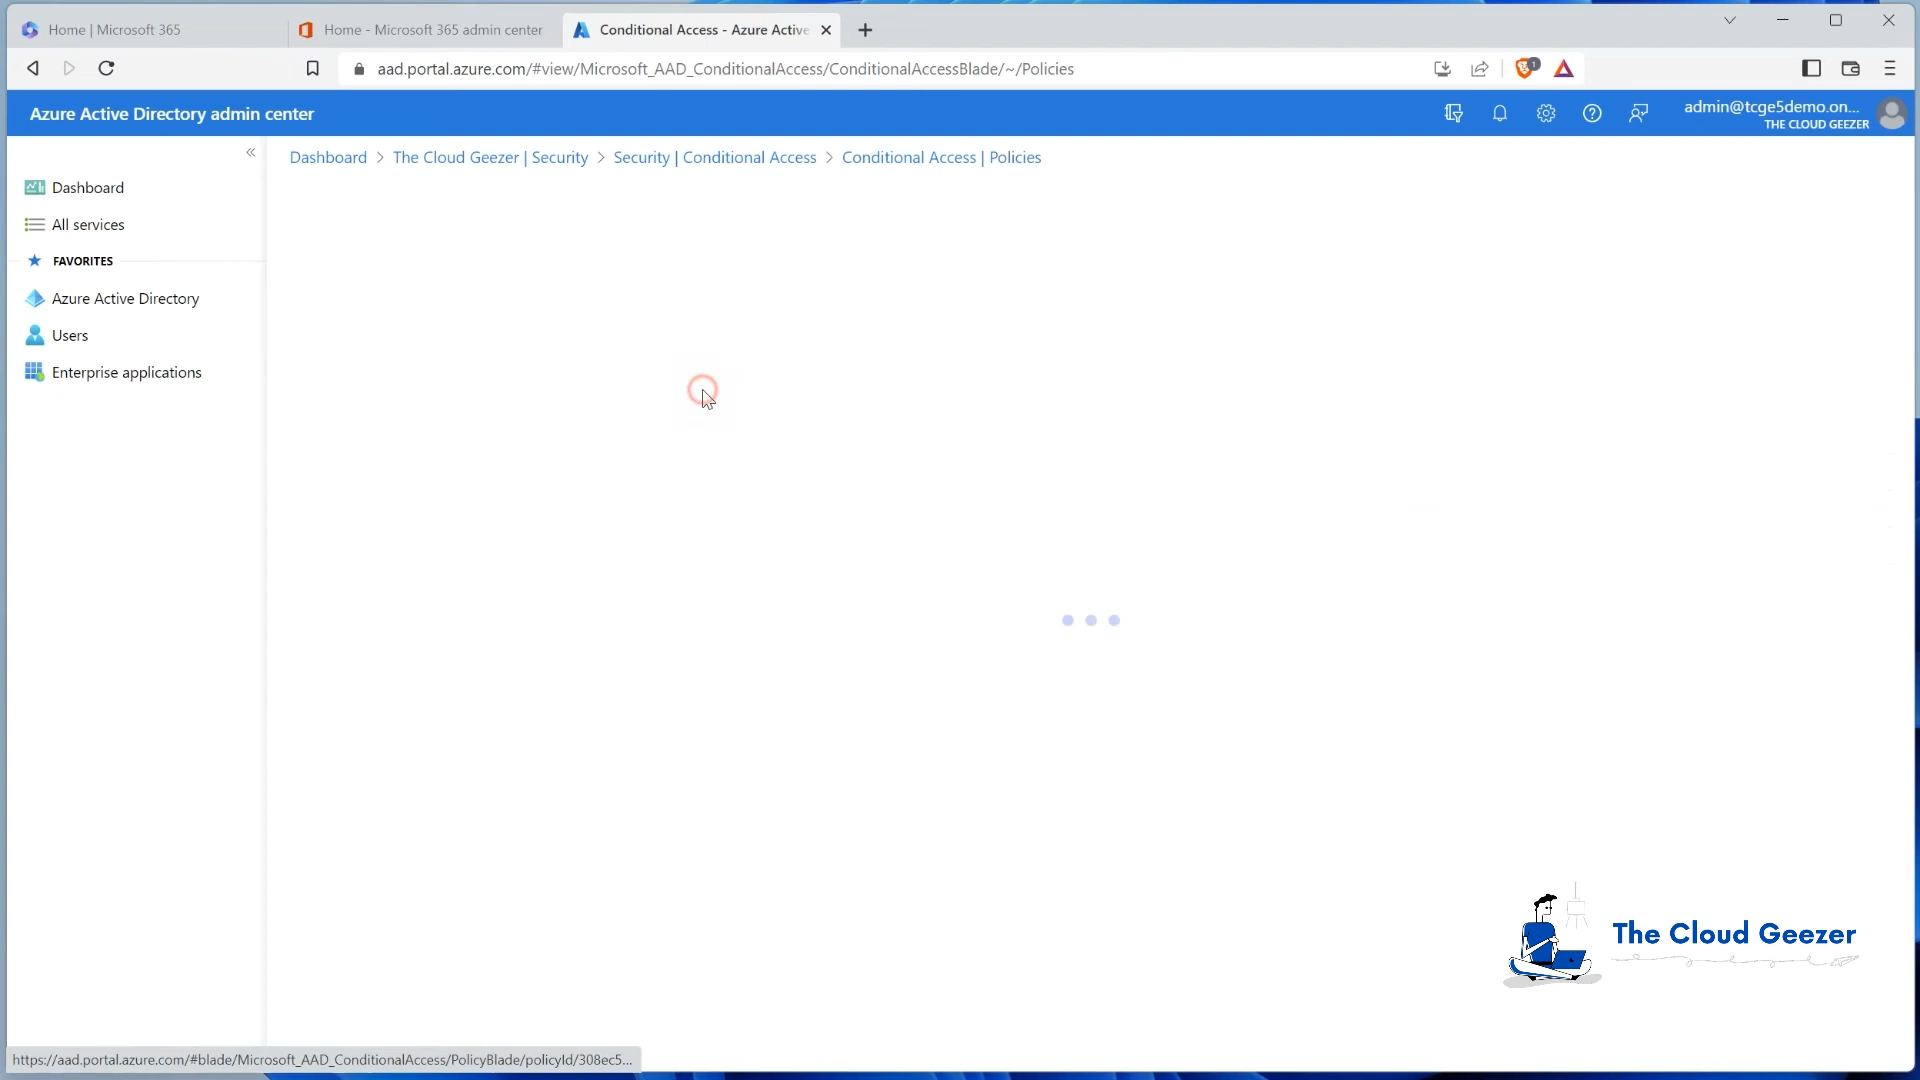 Home | Microsoft 365
Home - Microsoft 365 admin center
Conditional Access - Azure Active
aad.portal.azure.com/#view/Microsoft_AAD_ConditionalAccess/ConditionalAccessBlade/~/Policies
1
Azure Active Directory admin center
admin@tcge5demo.on...
THE CLOUD GEEZER
Dashboard > The Cloud Geezer | Security > Security | Conditional Access > Conditional Access | Policies
Dashboard
All services
FAVORITES
Azure Active Directory
Users
Enterprise applications
The Cloud Geezer
https://aad.portal.azure.com/#blade/Microsoft_AAD_ConditionalAccess/PolicyBlade/policyId/308ec5...